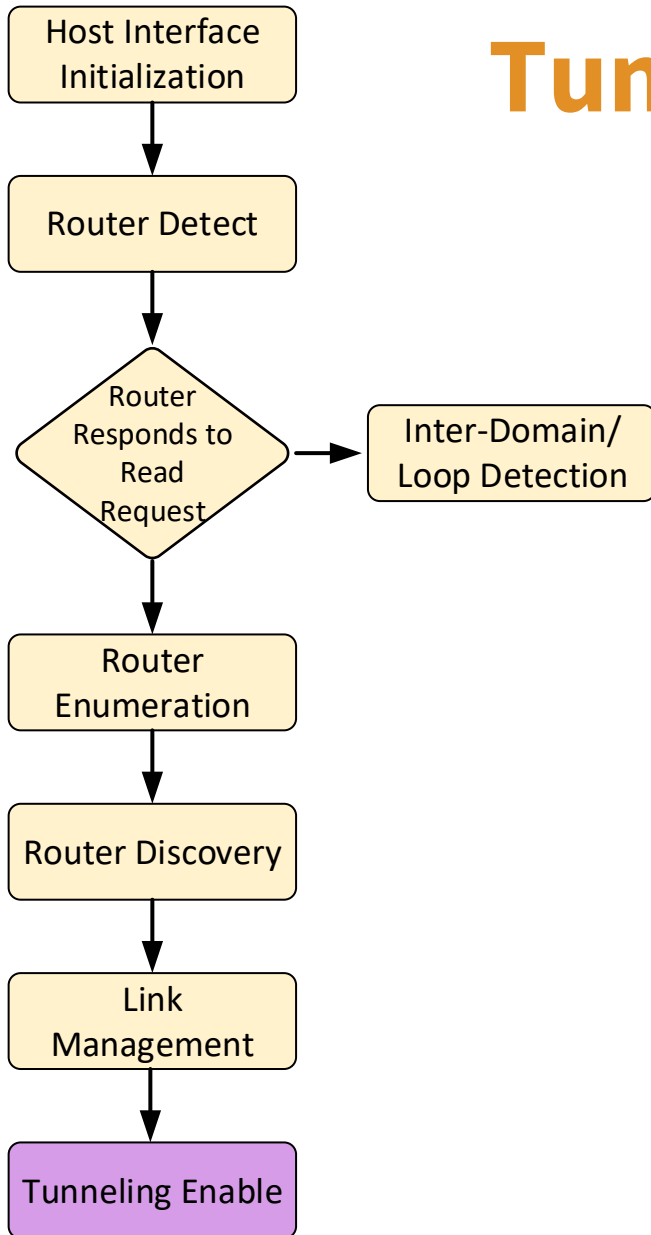 Host Interface
Initialization
Tun
Router Detect
Router
Responds to
Read
Request
Inter-Domain/
Loop Detection
Router
Enumeration
Router Discovery
Link
Management
Tunneling Enable